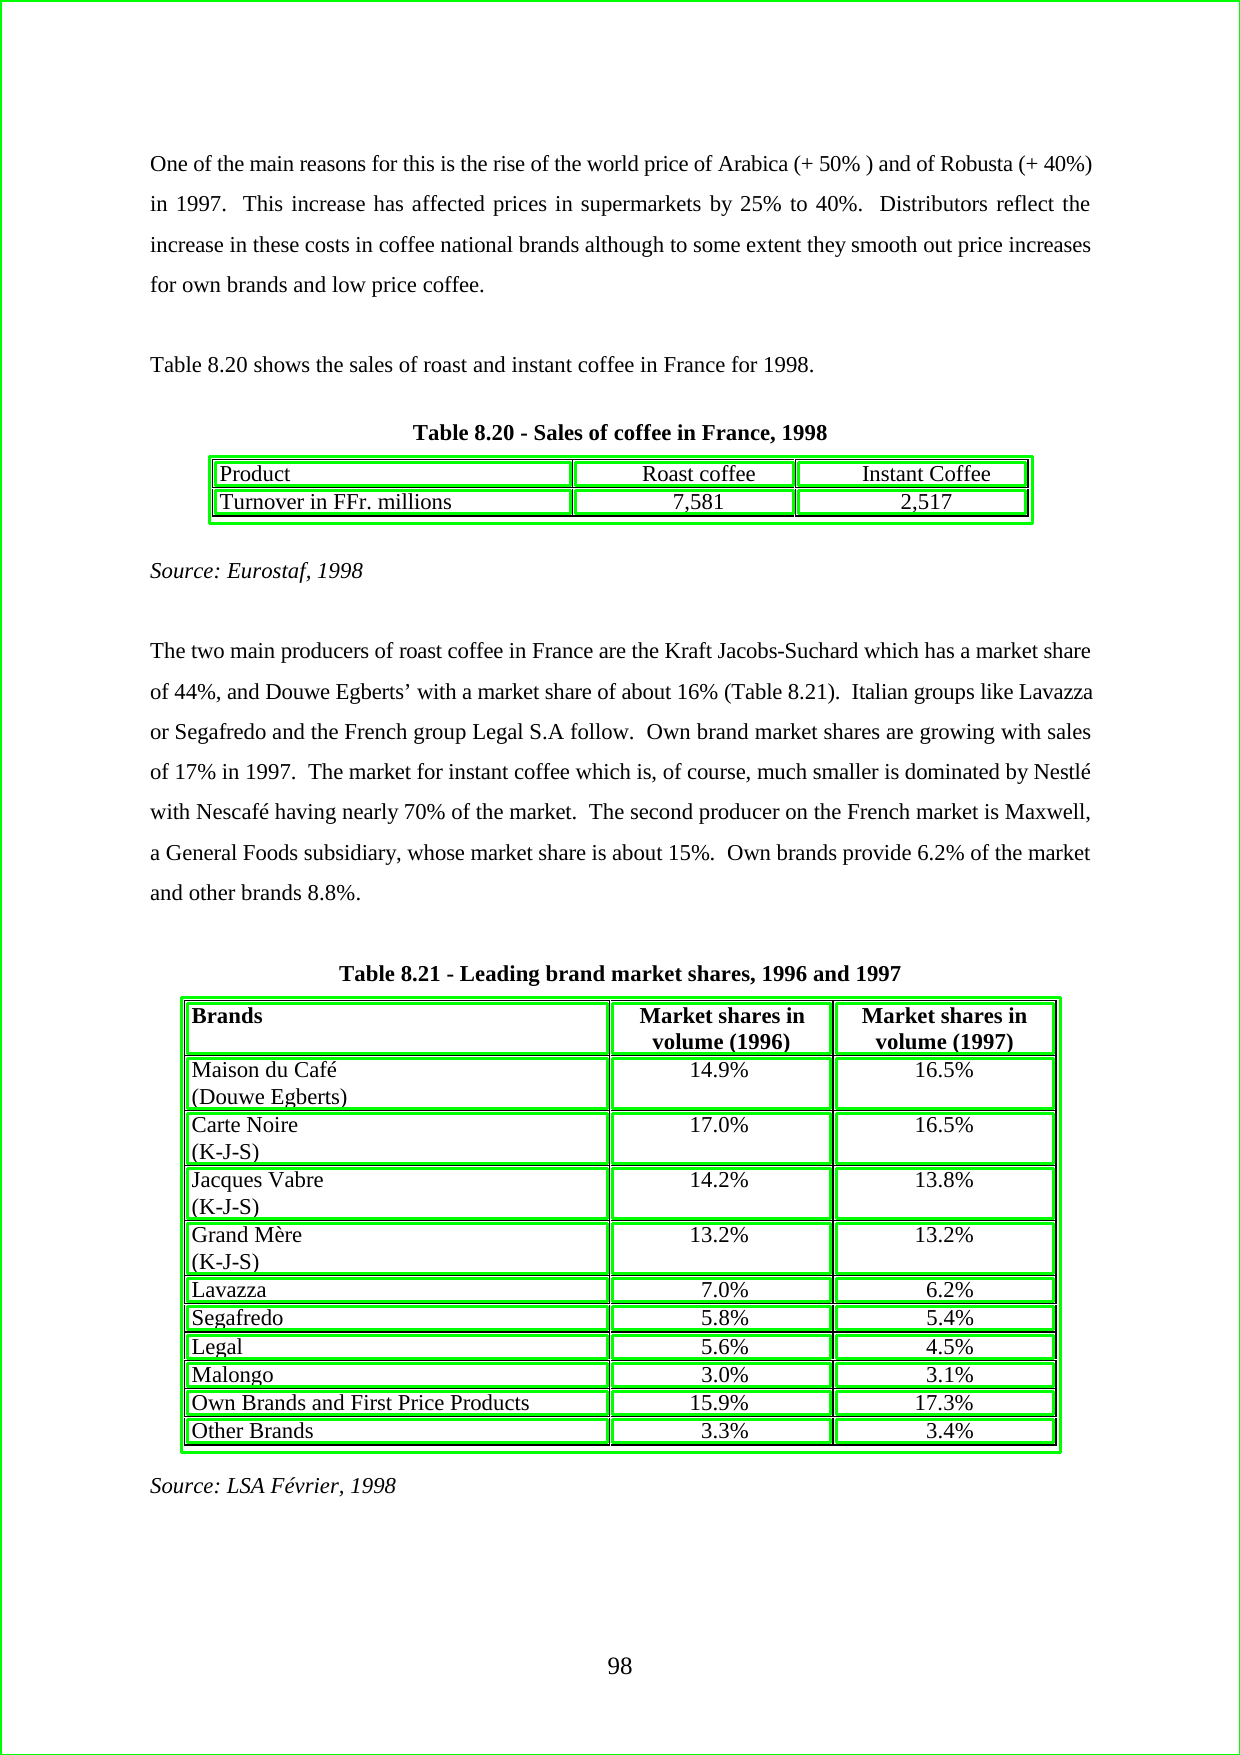 One of the main reasons for this is the rise of the world price of Arabica (+ 50% ) and of Robusta (+ 40%)
in 1997.  This increase has affected prices in supermarkets by 25% to 40%.  Distributors reflect the
increase in these costs in coffee national brands although to some extent they smooth out price increases
for own brands and low price coffee.
Table 8.20 shows the sales of roast and instant coffee in France for 1998.
Table 8.20 - Sales of coffee in France, 1998
Product Roast coffee Instant Coffee
Turnover in FFr. millions 7,581 2,517
Source: Eurostaf, 1998
The two main producers of roast coffee in France are the Kraft Jacobs-Suchard which has a market share
of 44%, and Douwe Egberts’ with a market share of about 16% (Table 8.21).  Italian groups like Lavazza
or Segafredo and the French group Legal S.A follow.  Own brand market shares are growing with sales
of 17% in 1997.  The market for instant coffee which is, of course, much smaller is dominated by Nestlé
with Nescafé having nearly 70% of the market.  The second producer on the French market is Maxwell,
a General Foods subsidiary, whose market share is about 15%.  Own brands provide 6.2% of the market
and other brands 8.8%.
Table 8.21 - Leading brand market shares, 1996 and 1997
Brands Market shares in Market shares in
volume (1996) volume (1997)
Maison du Café 14.9% 16.5%
(Douwe Egberts)
Carte Noire 17.0% 16.5%
(K-J-S)
Jacques Vabre 14.2% 13.8%
(K-J-S)
Grand Mère 13.2% 13.2%
(K-J-S)
Lavazza 7.0% 6.2%
Segafredo 5.8% 5.4%
Legal 5.6% 4.5%
Malongo 3.0% 3.1%
Own Brands and First Price Products 15.9% 17.3%
Other Brands 3.3% 3.4%
Source: LSA Février, 1998
98